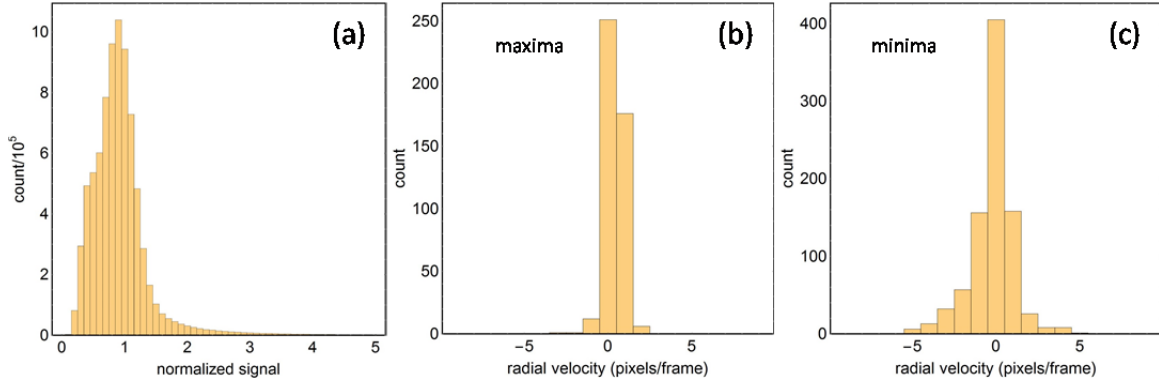 (a)
10
8
6
4
2
0
count/10⁵
0 1 2 3 4 5
normalized signal
(b)
maxima
250
200
150
100
50
0
count
−5 0 5
radial velocity (pixels/frame)
(c)
minima
400
300
200
100
0
count
−5 0 5
radial velocity (pixels/frame)